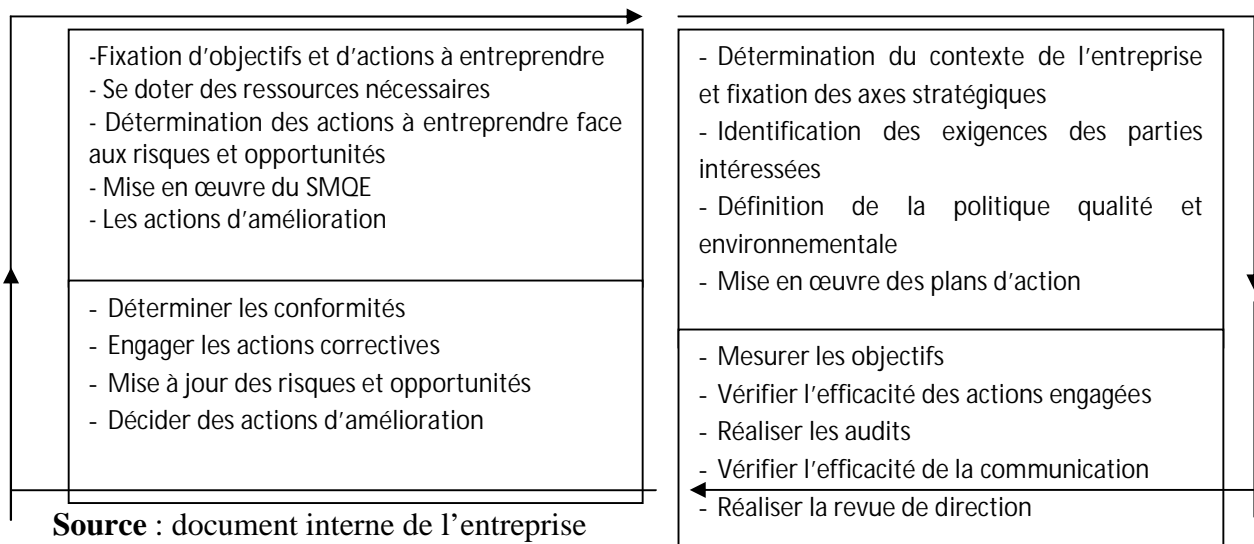 -Fixation d'objectifs et d'actions à entreprendre
- Se doter des ressources nécessaires
- Détermination des actions à entreprendre face
aux risques et opportunités
- Mise en œuvre du SMQE
- Les actions d'amélioration
- Détermination du contexte de l'entreprise
et fixation des axes stratégiques
- Identification des exigences des parties
intéressées
- Définition de la politique qualité et
environnementale
- Mise en œuvre des plans d'action
- Déterminer les conformités
- Engager les actions correctives
- Mise à jour des risques et opportunités
- Décider des actions d'amélioration
- Mesurer les objectifs
- Vérifier l'efficacité des actions engagées
- Réaliser les audits
- Vérifier l'efficacité de la communication
- Réaliser la revue de direction
Source : document interne de l'entreprise